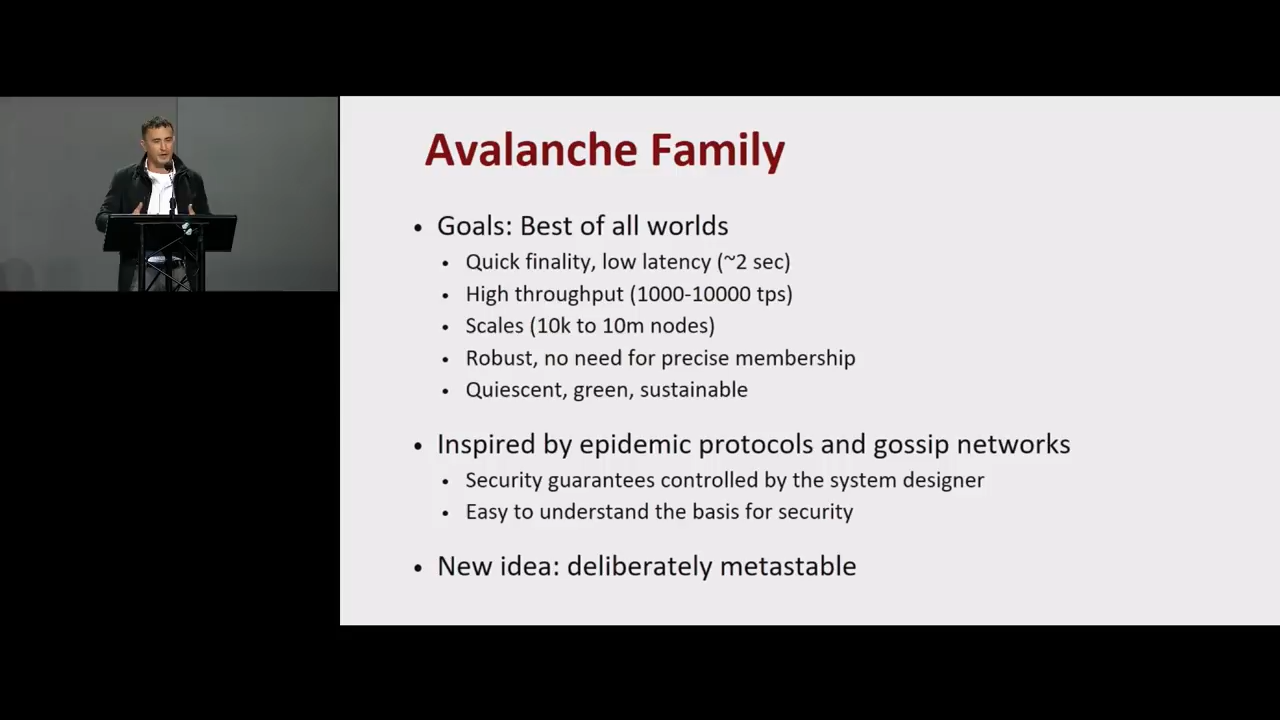 Avalanche Family
• Goals: Best of all worlds
• Quick finality, low latency (~2 sec)
• High throughput (1000-10000 tps)
• Scales (10k to 10m nodes)
• Robust, no need for precise membership
• Quiescent, green, sustainable
• Inspired by epidemic protocols and gossip networks
• Security guarantees controlled by the system designer
• Easy to understand the basis for security
• New idea: deliberately metastable